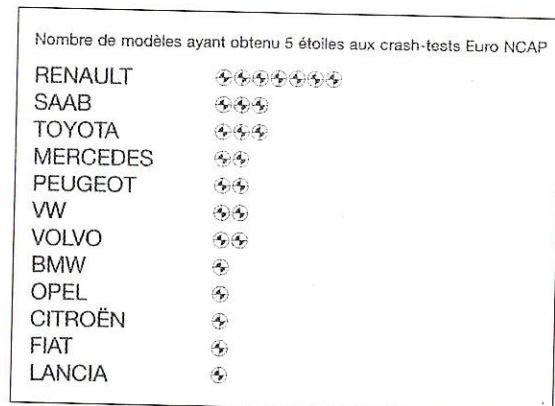 Nombre de modèles ayant obtenu 5 étoiles aux crash-tests Euro NCAP
RENAULT
SAAB
TOYOTA
MERCEDES
PEUGEOT
VW
VOLVO
BMW
OPEL
CITROËN
FIAT
LANCIA